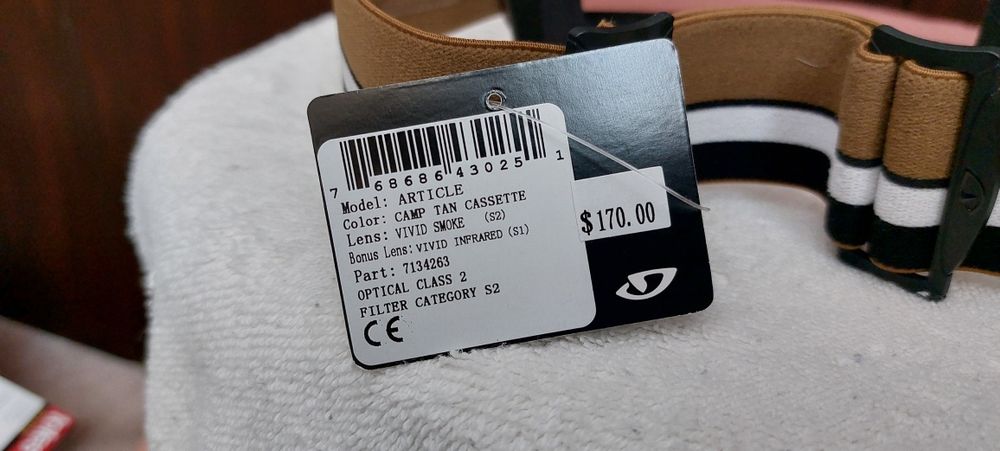 7 68686 43025 1
Model: ARTICLE
Color: CAMP TAN CASSETTE
Lens: VIVID SMOKE (S2)
Bonus Lens: VIVID INFRARED (S1)
Part: 7134263
OPTICAL CLASS 2
FILTER CATEGORY S2
CE
$170.00